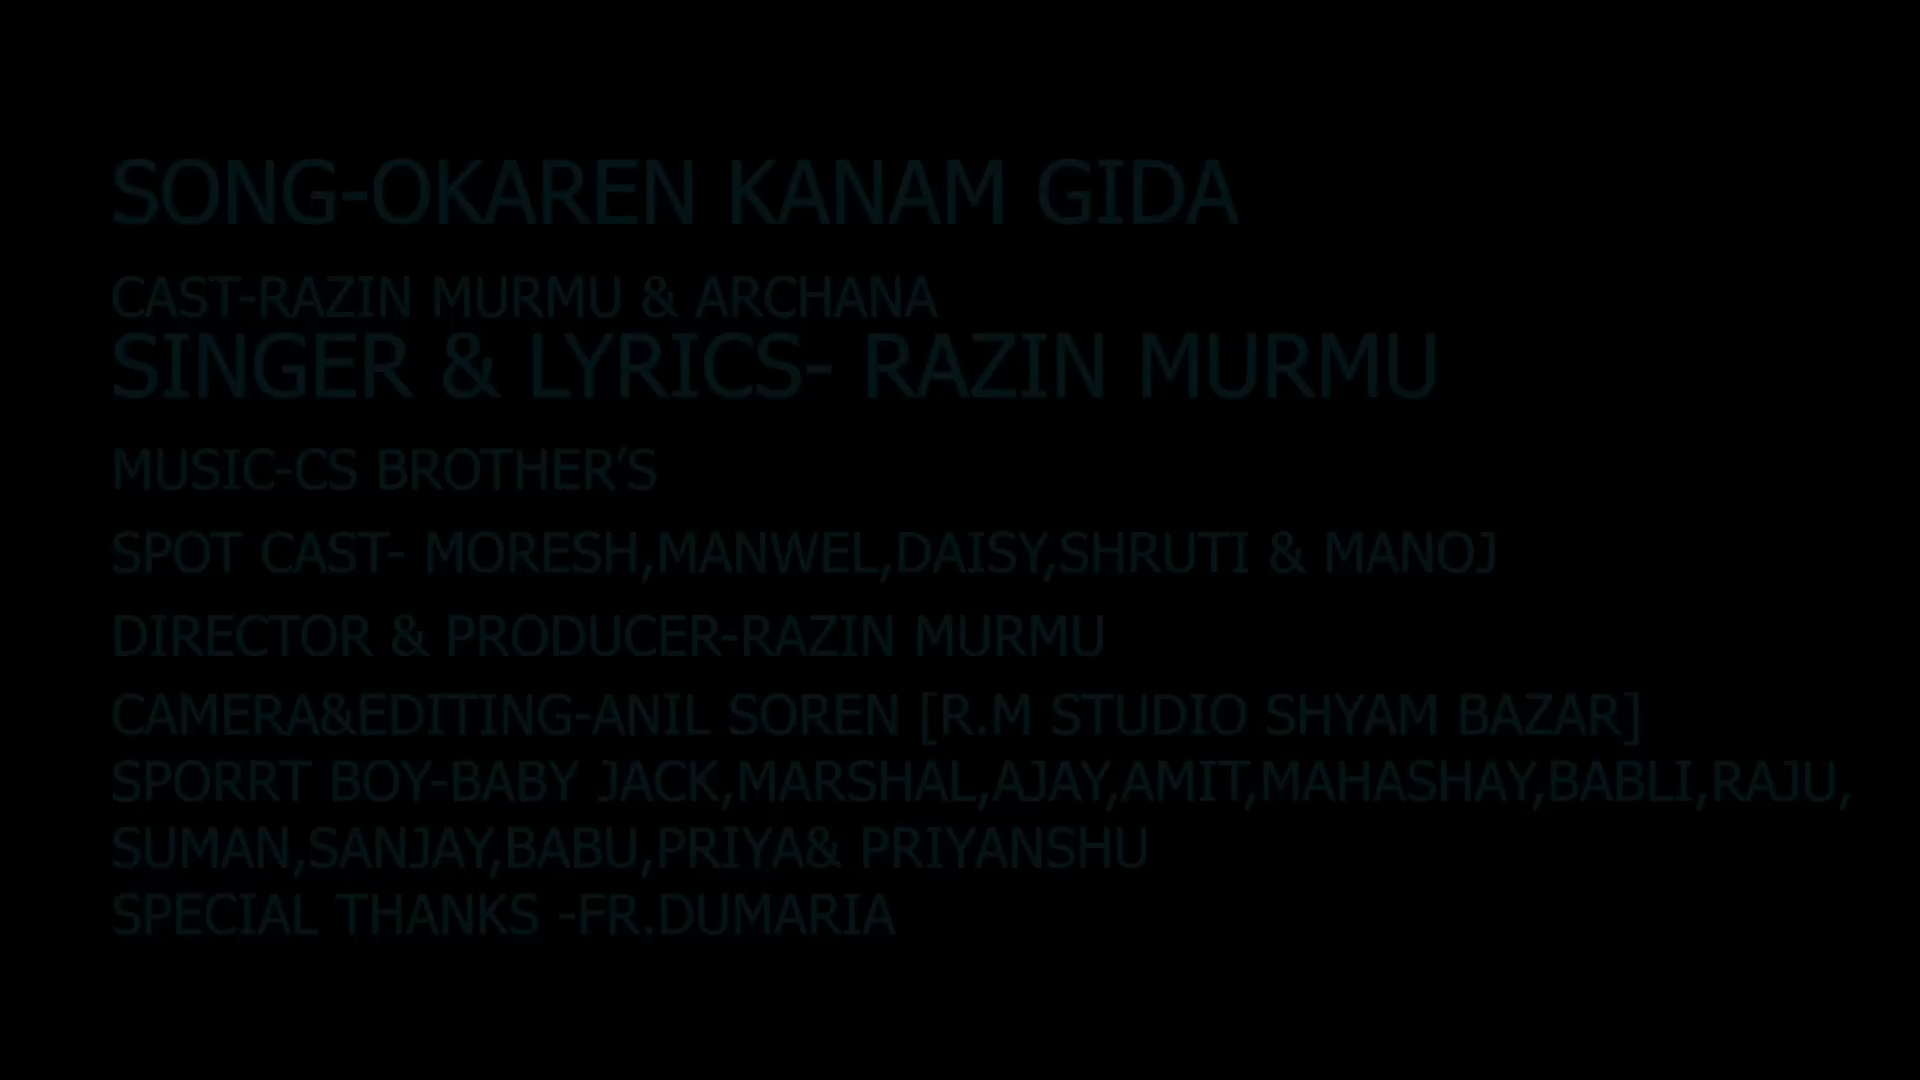 SONG-OKAREN KANAM GIDA
CAST-RAZIN MURMU & ARCHANA
SINGER & LYRICS- RAZIN MURMU
MUSIC-CS BROTHER’S
SPOT CAST- MORESH,MANWEL,DAISY,SHRUTI & MANOJ
DIRECTOR & PRODUCER-RAZIN MURMU
CAMERA&EDITING-ANIL SOREN [R.M STUDIO SHYAM BAZAR]
SPORRT BOY-BABY JACK,MARSHAL,AJAY,AMIT,MAHASHAY,BABLI,RAJU,
SUMAN,SANJAY,BABU,PRIYA& PRIYANSHU
SPECIAL THANKS -FR.DUMARIA